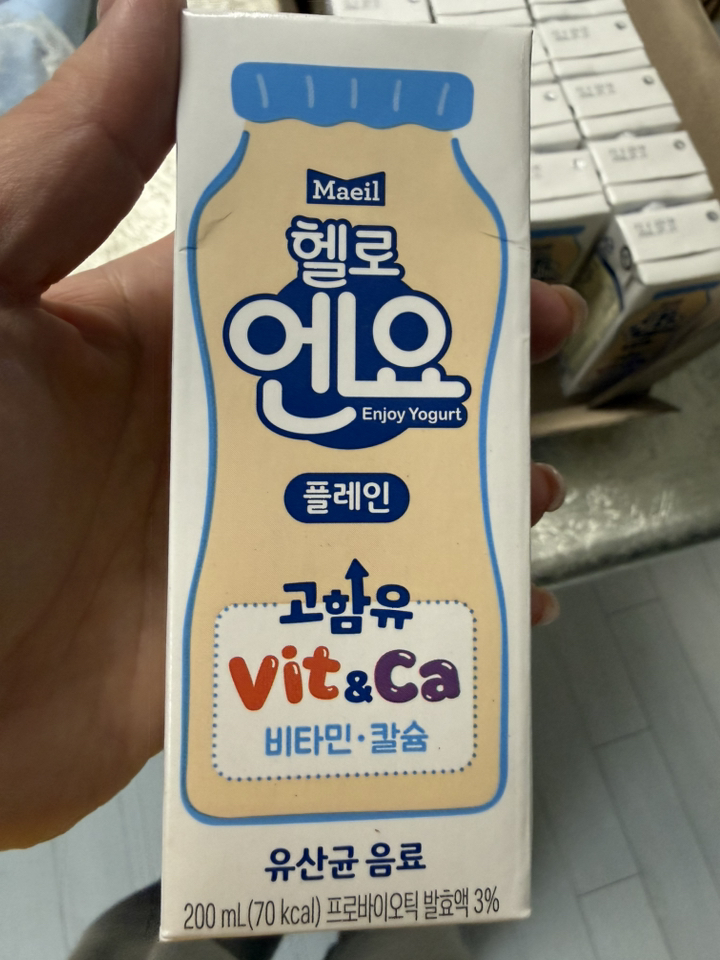 Maeil
헬로
엔요
Enjoy Yogurt
플레인
고함유
Vit&Ca
비타민·칼슘
유산균 음료
200 mL(70 kcal) 프로바이오틱 발효액 3%